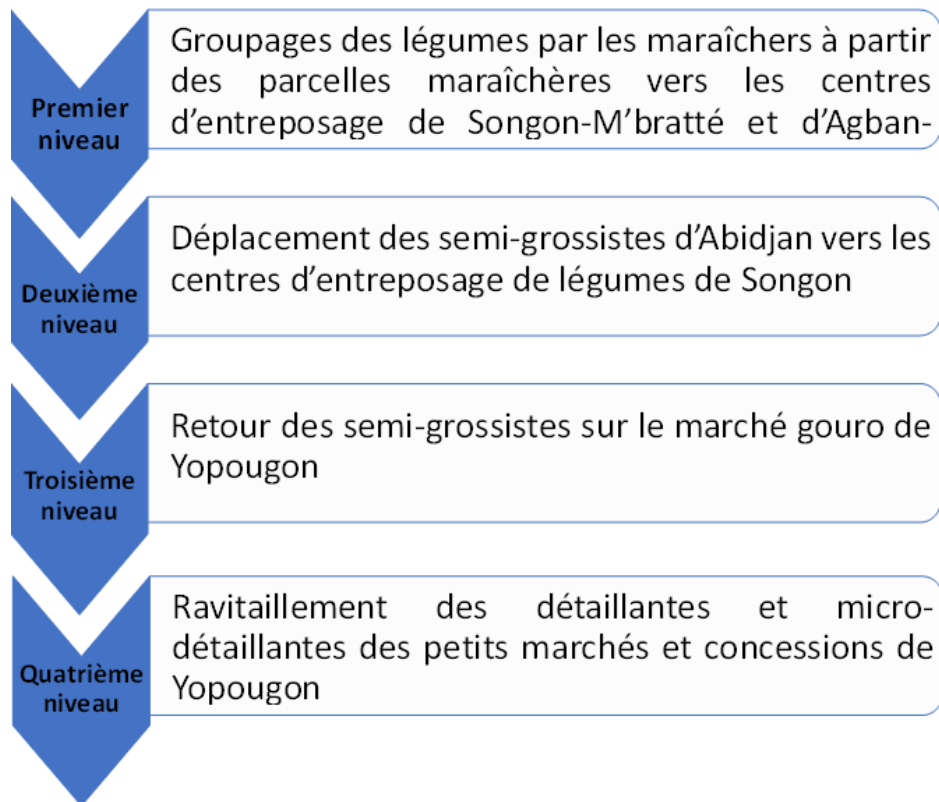 Premier
niveau
Groupages des légumes par les maraîchers à partir
des parcelles maraîchères vers les centres
d'entreposage de Songon-M'bratté et d'Agban-
Deuxième
niveau
Déplacement des semi-grossistes d'Abidjan vers les
centres d'entreposage de légumes de Songon
Troisième
niveau
Retour des semi-grossistes sur le marché gouro de
Yopougon
Quatrième
niveau
Ravitaillement des détaillantes et micro-
détaillantes des petits marchés et concessions de
Yopougon